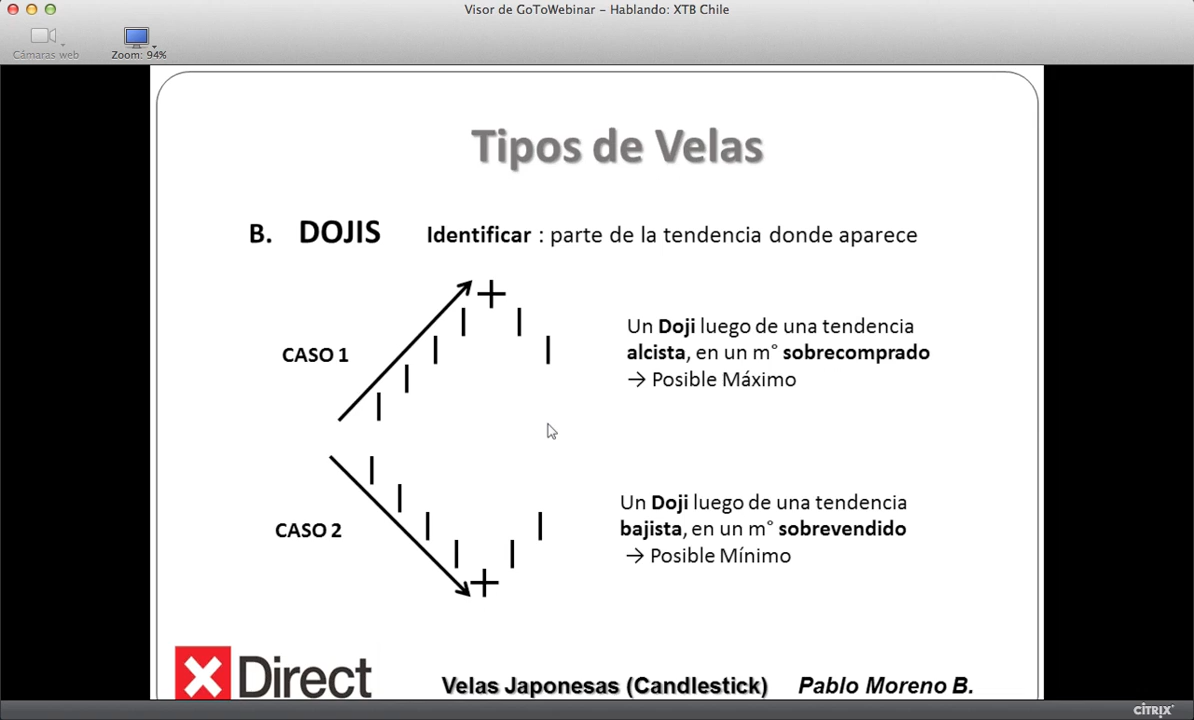 Visor de GoToWebinar - Hablando: XTB Chile
Cámaras web
Zoom: 94%
Tipos de Velas
B. DOJIS Identificar : parte de la tendencia donde aparece
CASO 1
Un Doji luego de una tendencia
alcista, en un m° sobrecomprado
→ Posible Máximo
CASO 2
Un Doji luego de una tendencia
bajista, en un m° sobrevendido
→ Posible Mínimo
X Direct
Velas Japonesas (Candlestick) Pablo Moreno B.
CITRIX